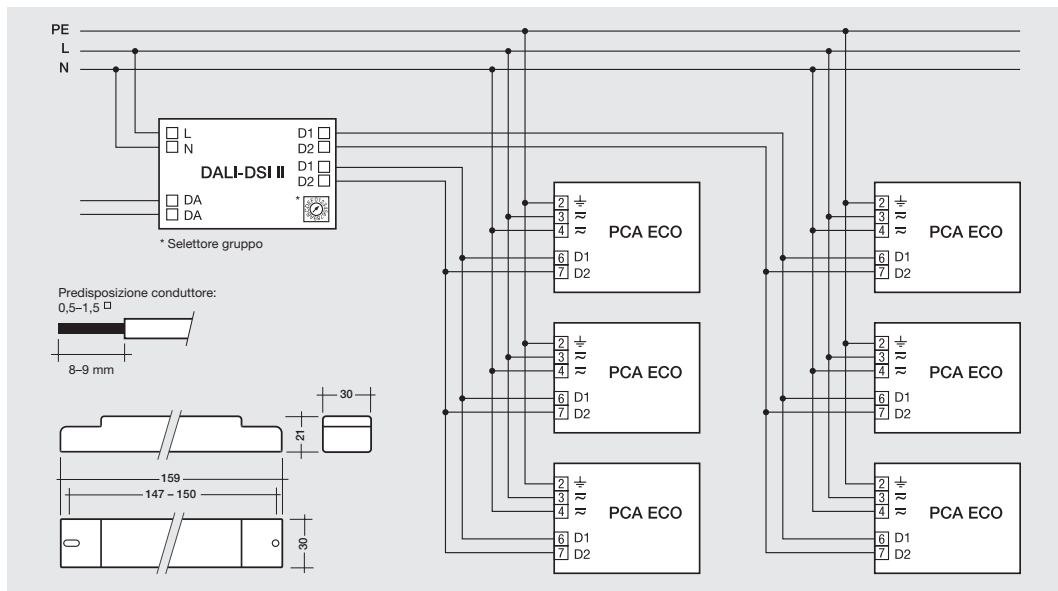 PE
L
N
L
N
DALI-DSI II
D1
D2
D1
D2
DA
DA
*
* Selettore gruppo
Predisposizione conduttore:
0,5–1,5 □
8–9 mm
30
21
159
147 – 150
30
2
3
4
PCA ECO
6 D1
7 D2
2
3
4
PCA ECO
6 D1
7 D2
2
3
4
PCA ECO
6 D1
7 D2
2
3
4
PCA ECO
6 D1
7 D2
2
3
4
PCA ECO
6 D1
7 D2
2
3
4
PCA ECO
6 D1
7 D2